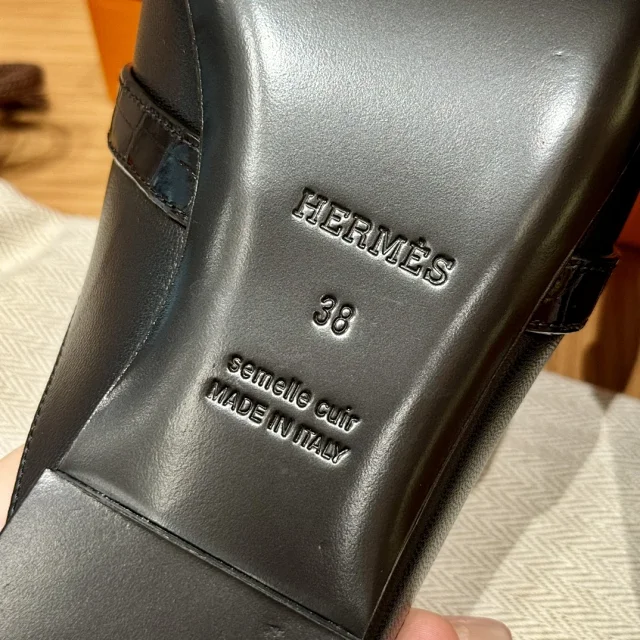 HERMÈS
38
semelle cuir
MADE IN ITALY